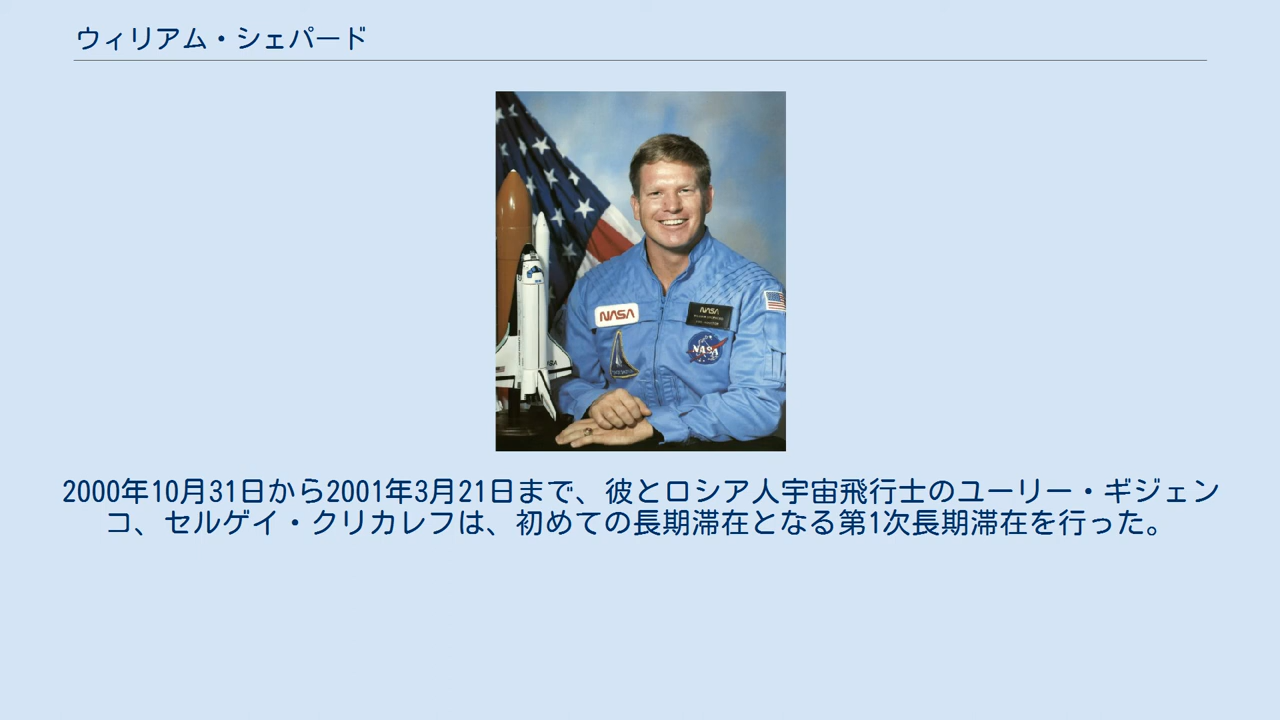 ウィリアム・シェパード
NASA
NASA
NASA
2000年10月31日から2001年3月21日まで、彼とロシア人宇宙飛行士のユーリー・ギジェン
コ、セルゲイ・クリカレフは、初めての長期滞在となる第1次長期滞在を行った。